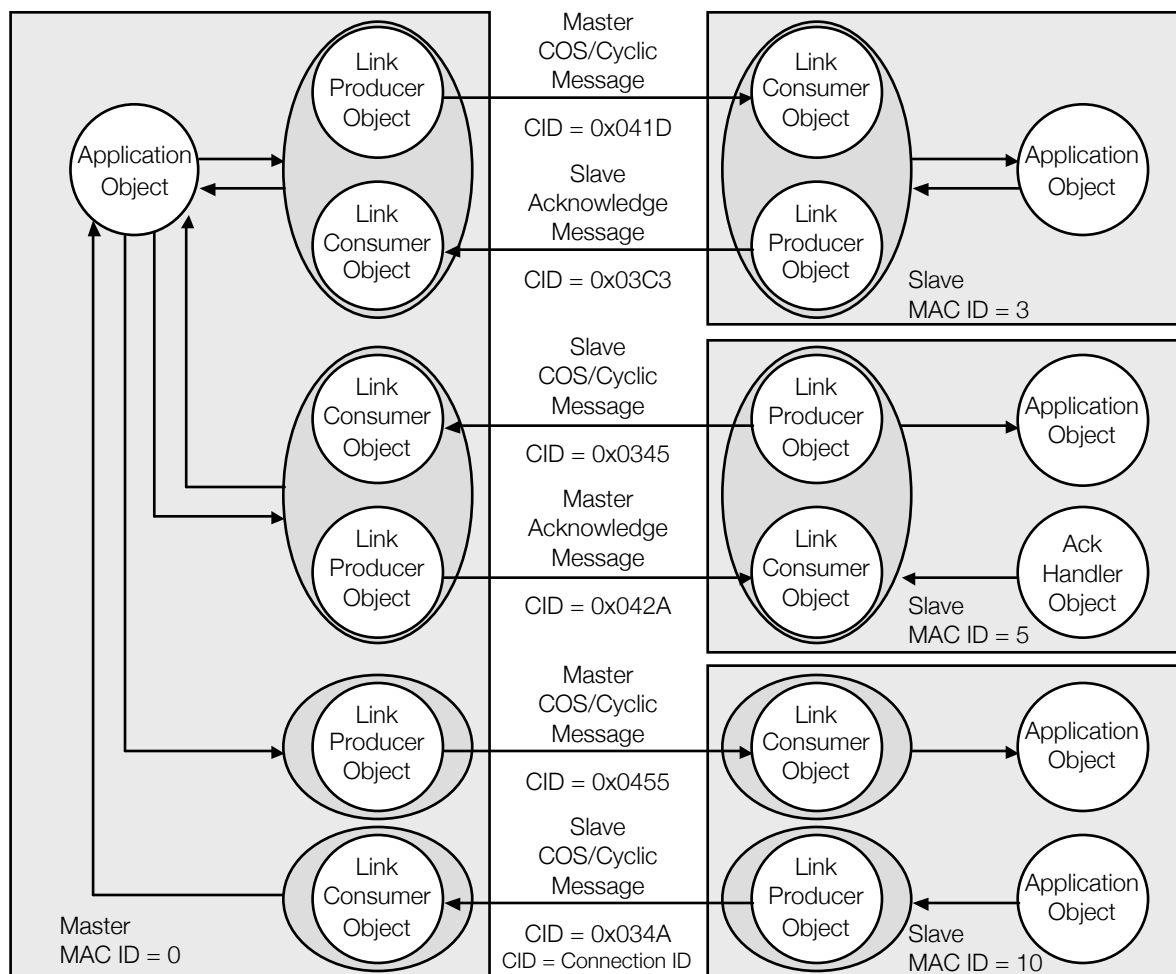 Application
Object
Link
Producer
Object
Master
COS/Cyclic
Message
CID = 0x041D
Link
Consumer
Object
Application
Object
Link
Consumer
Object
Slave
Acknowledge
Message
CID = 0x03C3
Link
Producer
Object
Slave
MAC ID = 3
Link
Consumer
Object
Slave
COS/Cyclic
Message
CID = 0x0345
Link
Producer
Object
Application
Object
Link
Producer
Object
Master
Acknowledge
Message
CID = 0x042A
Link
Consumer
Object
Ack
Handler
Object
Slave
MAC ID = 5
Link
Producer
Object
Master
COS/Cyclic
Message
CID = 0x0455
Link
Consumer
Object
Application
Object
Link
Consumer
Object
Slave
COS/Cyclic
Message
CID = 0x034A
CID = Connection ID
Link
Producer
Object
Application
Object
Master
MAC ID = 0
Slave
MAC ID = 10